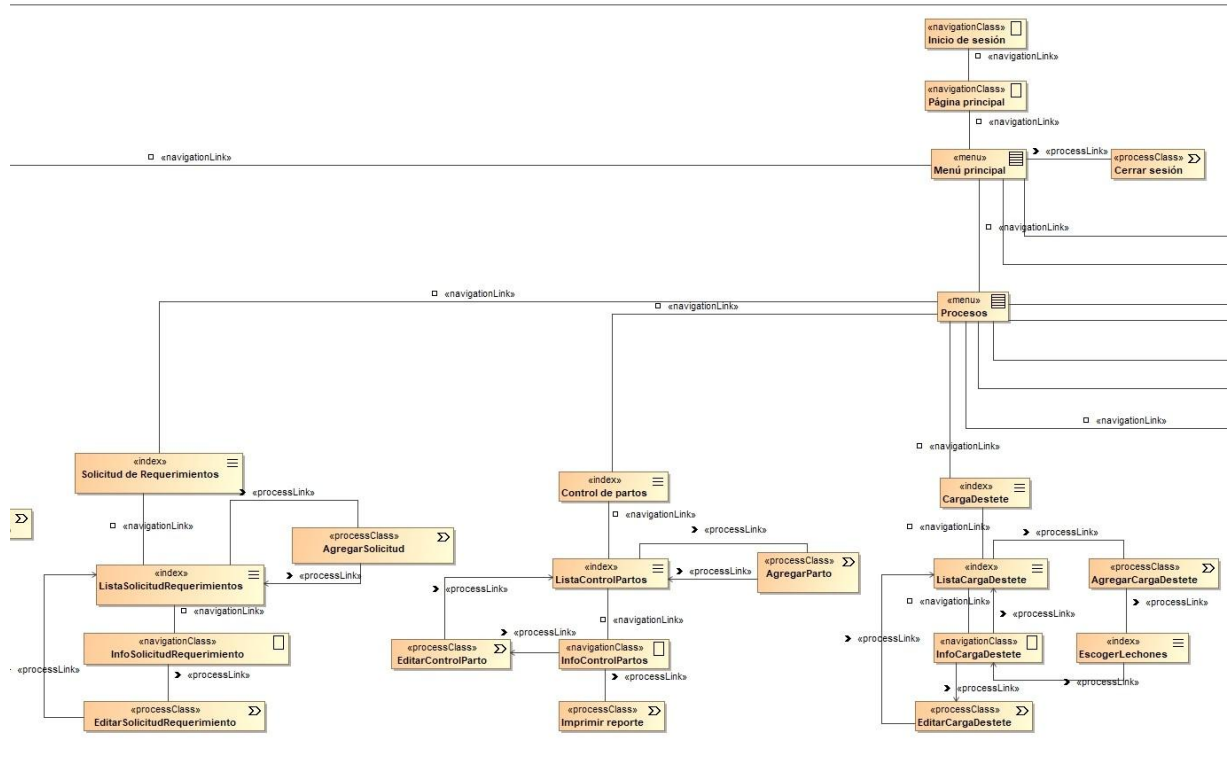 «navigationClass»
Inicio de sesión
«navigationLink»
«navigationClass»
Página principal
«navigationLink»
«navigationLink»
«menu»
Menú principal
«processLink»
«processClass»
Cerrar sesión
«navigationLink»
«navigationLink»
«navigationLink»
«menu»
Procesos
«navigationLink»
«navigationLink»
«index»
Solicitud de Requerimientos
«processLink»
«navigationLink»
«processClass»
AgregarSolicitud
«index»
ListaSolicitudRequerimientos
«processLink»
«navigationLink»
«navigationClass»
InfoSolicitudRequerimiento
«processLink»
«processLink»
«processClass»
EditarSolicitudRequerimiento
«index»
Control de partos
«navigationLink»
«processLink»
«index»
ListaControlPartos
«processLink»
«processClass»
AgregarParto
«processLink»
«navigationLink»
«processLink»
«processClass»
EditarControlParto
«navigationClass»
InfoControlPartos
«processLink»
«processClass»
Imprimir reporte
«index»
CargaDestete
«navigationLink»
«processLink»
«index»
ListaCargaDestete
«processClass»
AgregarCargaDestete
«navigationLink»
«processLink»
«processLink»
«processLink»
«navigationClass»
InfoCargaDestete
«index»
EscogerLechones
«processLink»
«processLink»
«processClass»
EditarCargaDestete